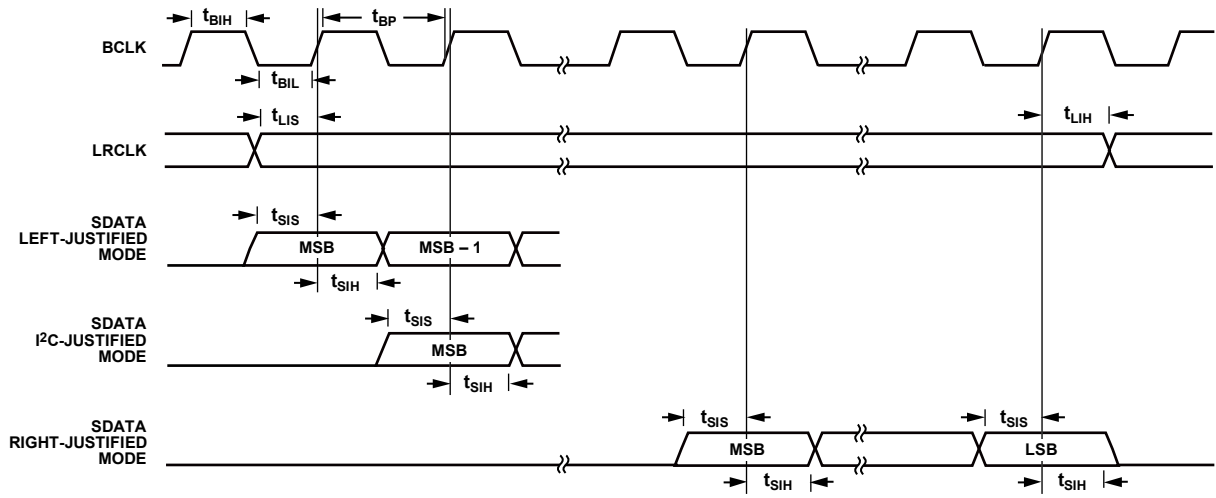 tBIH
tBP
BCLK
tBIL
tLIS
tLIH
LRCLK
SDATA
LEFT-JUSTIFIED
MODE
tSIS
MSB
MSB – 1
tSIH
SDATA
I²C-JUSTIFIED
MODE
tSIS
MSB
tSIH
SDATA
RIGHT-JUSTIFIED
MODE
tSIS
tSIS
MSB
LSB
tSIH
tSIH